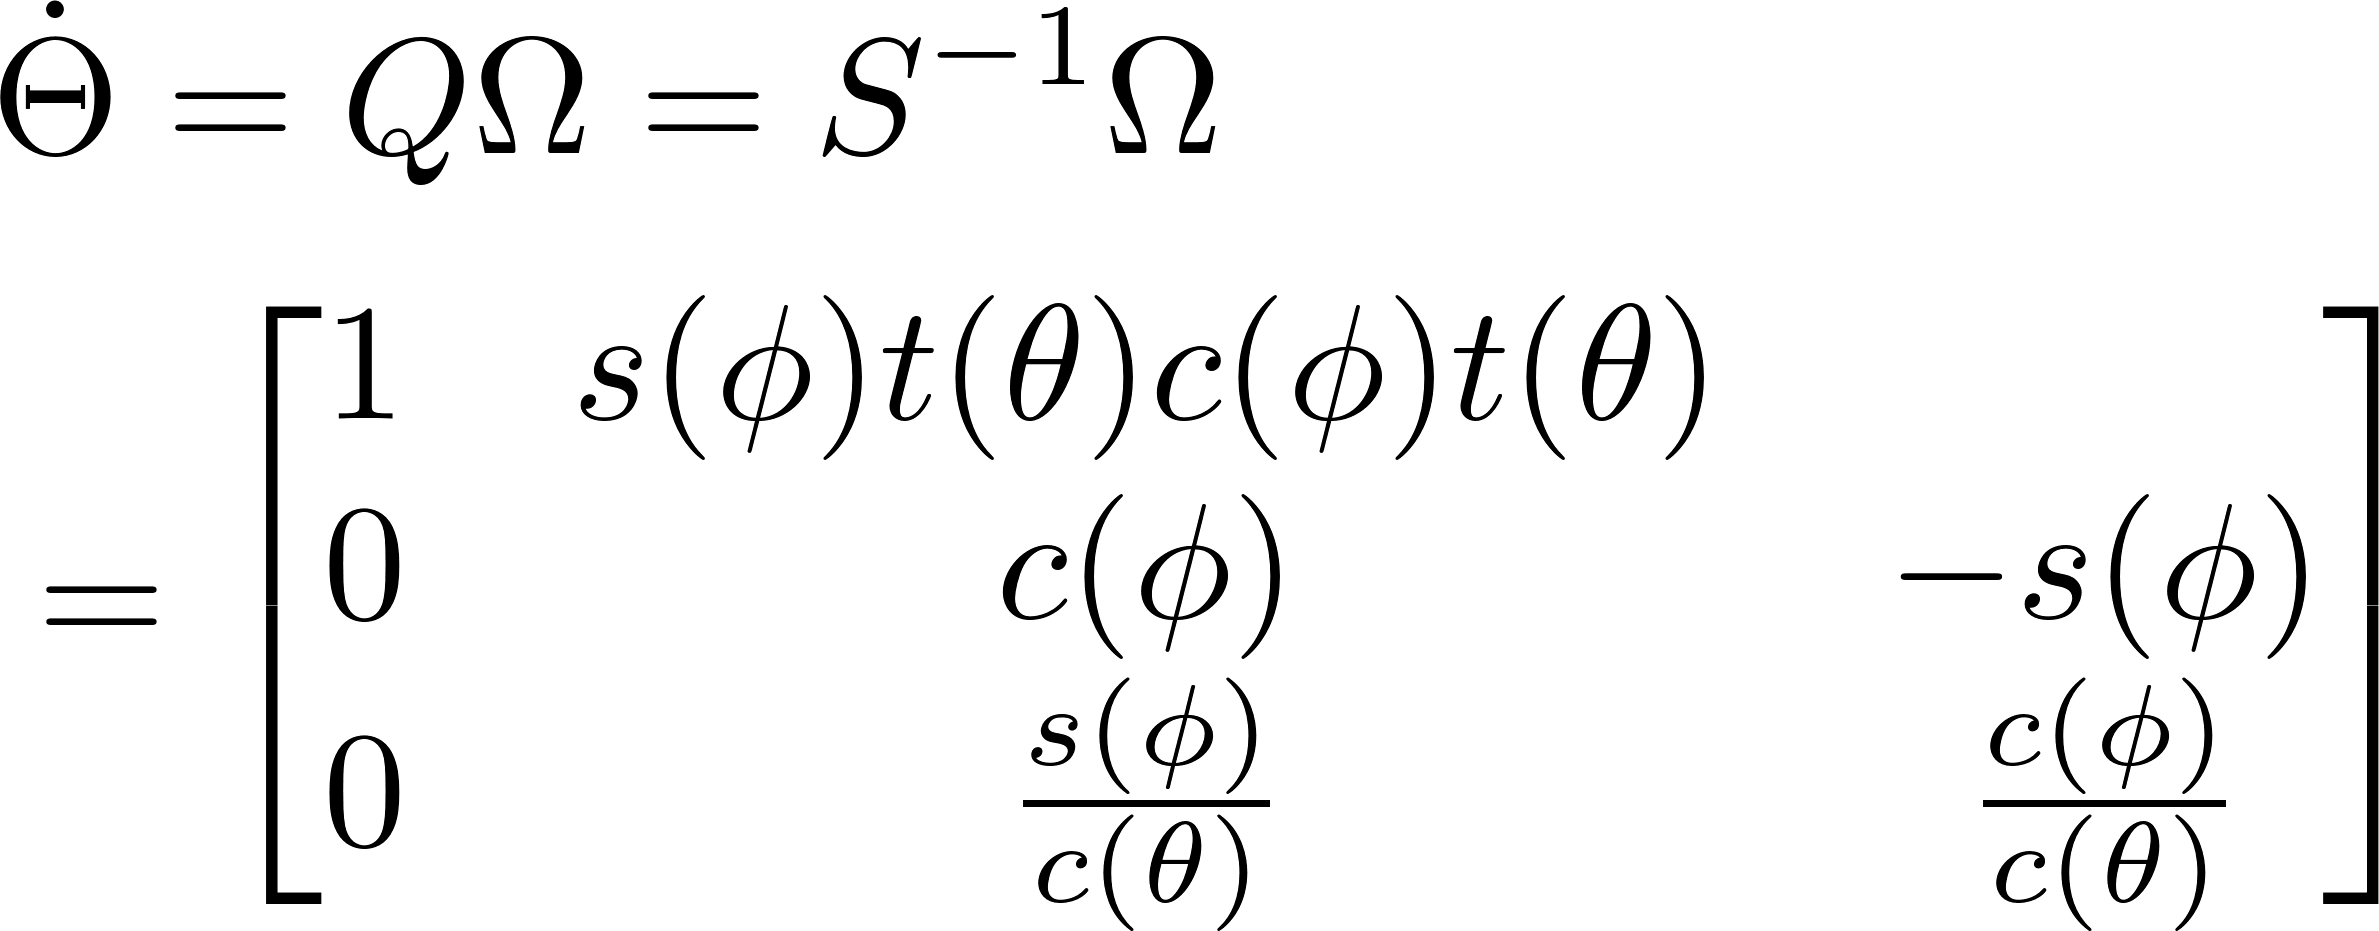 Θ̇ = QΩ = S⁻¹Ω
= [ 1 s(ϕ)t(θ)c(ϕ)t(θ)
0 c(ϕ) −s(ϕ)
0 s(ϕ)/c(θ) c(ϕ)/c(θ) ]